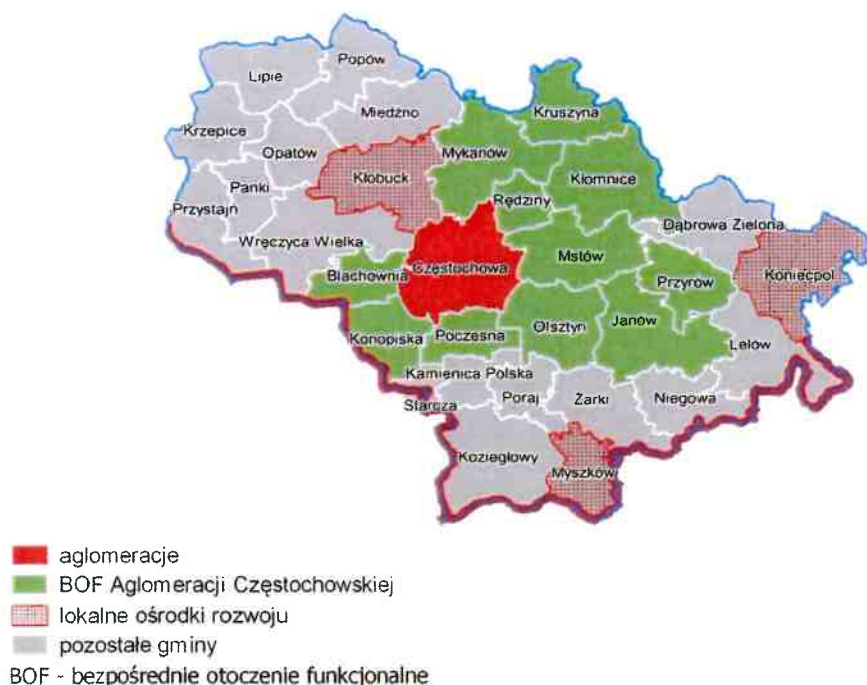 Popów
Lipie
Miedźno
Kruszyna
Krzepice
Opatów
Mykanów
Kłobuck
Kłomnice
Panki
Rędziny
Przystajń
Dąbrowa Zielona
Wręczyca Wielka
Mstów
Blachownia
Częstochowa
Koniecpol
Przyrów
Konopiska
Poczesna
Olsztyn
Janów
Lelów
Kamienica Polska
Starcza
Poraj
Żarki
Niegowa
Koziegłowy
Myszków
aglomeracje
BOF Aglomeracji Częstochowskiej
lokalne ośrodki rozwoju
pozostałe gminy
BOF - bezpośrednie otoczenie funkcjonalne